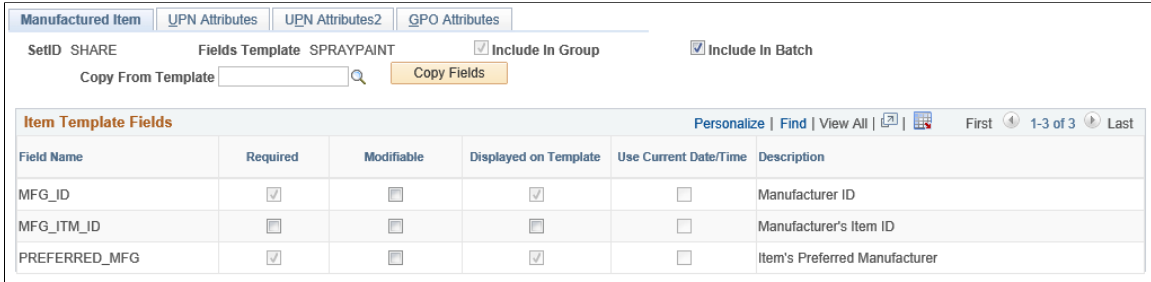 Manufactured Item UPN Attributes UPN Attributes2 GPO Attributes
SetID SHARE Fields Template SPRAYPAINT Include In Group Include In Batch
Copy From Template Copy Fields
Item Template Fields Personalize | Find | View All | | First 1-3 of 3 Last
Field Name Required Modifiable Displayed on Template Use Current Date/Time Description
MFG_ID Manufacturer ID
MFG_ITM_ID Manufacturer's Item ID
PREFERRED_MFG Item's Preferred Manufacturer